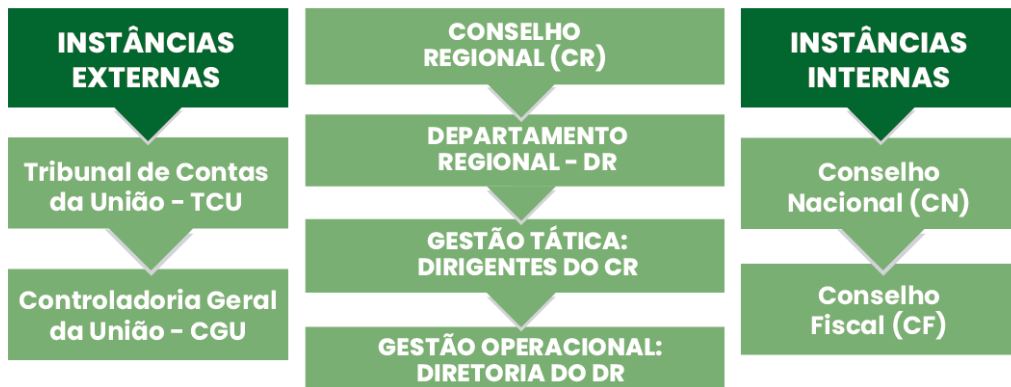 INSTÂNCIAS
EXTERNAS
Tribunal de Contas
da União - TCU
Controladoria Geral
da União - CGU
CONSELHO
REGIONAL (CR)
DEPARTAMENTO
REGIONAL - DR
GESTÃO TÁTICA:
DIRIGENTES DO CR
GESTÃO OPERACIONAL:
DIRETORIA DO DR
INSTÂNCIAS
INTERNAS
Conselho
Nacional (CN)
Conselho
Fiscal (CF)